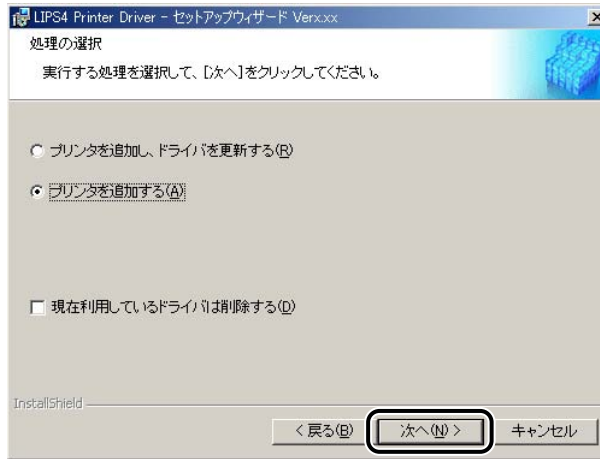 LIPS4 Printer Driver - セットアップウィザード Verx.xx
処理の選択
実行する処理を選択して、[次へ]をクリックしてください。
プリンタを追加し、ドライバを更新する(R)
プリンタを追加する(A)
現在利用しているドライバは削除する(D)
InstallShield
< 戻る(B) 次へ(N) > キャンセル